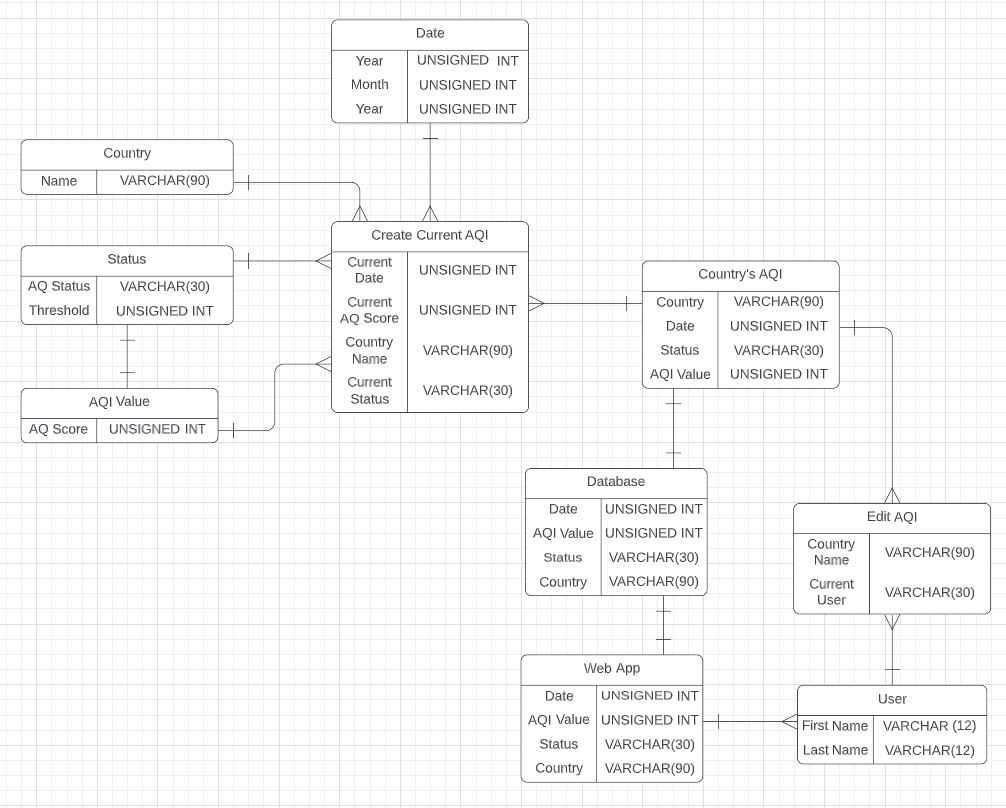 Date
Year UNSIGNED INT
Month UNSIGNED INT
Year UNSIGNED INT
Country
Name VARCHAR(90)
Status
AQ Status VARCHAR(30)
Threshold UNSIGNED INT
AQI Value
AQ Score UNSIGNED INT
Create Current AQI
Current
Date UNSIGNED INT
Current
AQ Score UNSIGNED INT
Country
Name VARCHAR(90)
Current
Status VARCHAR(30)
Country's AQI
Country VARCHAR(90)
Date UNSIGNED INT
Status VARCHAR(30)
AQI Value UNSIGNED INT
Database
Date UNSIGNED INT
AQI Value UNSIGNED INT
Status VARCHAR(30)
Country VARCHAR(90)
Edit AQI
Country
Name VARCHAR(90)
Current
User VARCHAR(30)
Web App
Date UNSIGNED INT
AQI Value UNSIGNED INT
Status VARCHAR(30)
Country VARCHAR(90)
User
First Name VARCHAR (12)
Last Name VARCHAR(12)